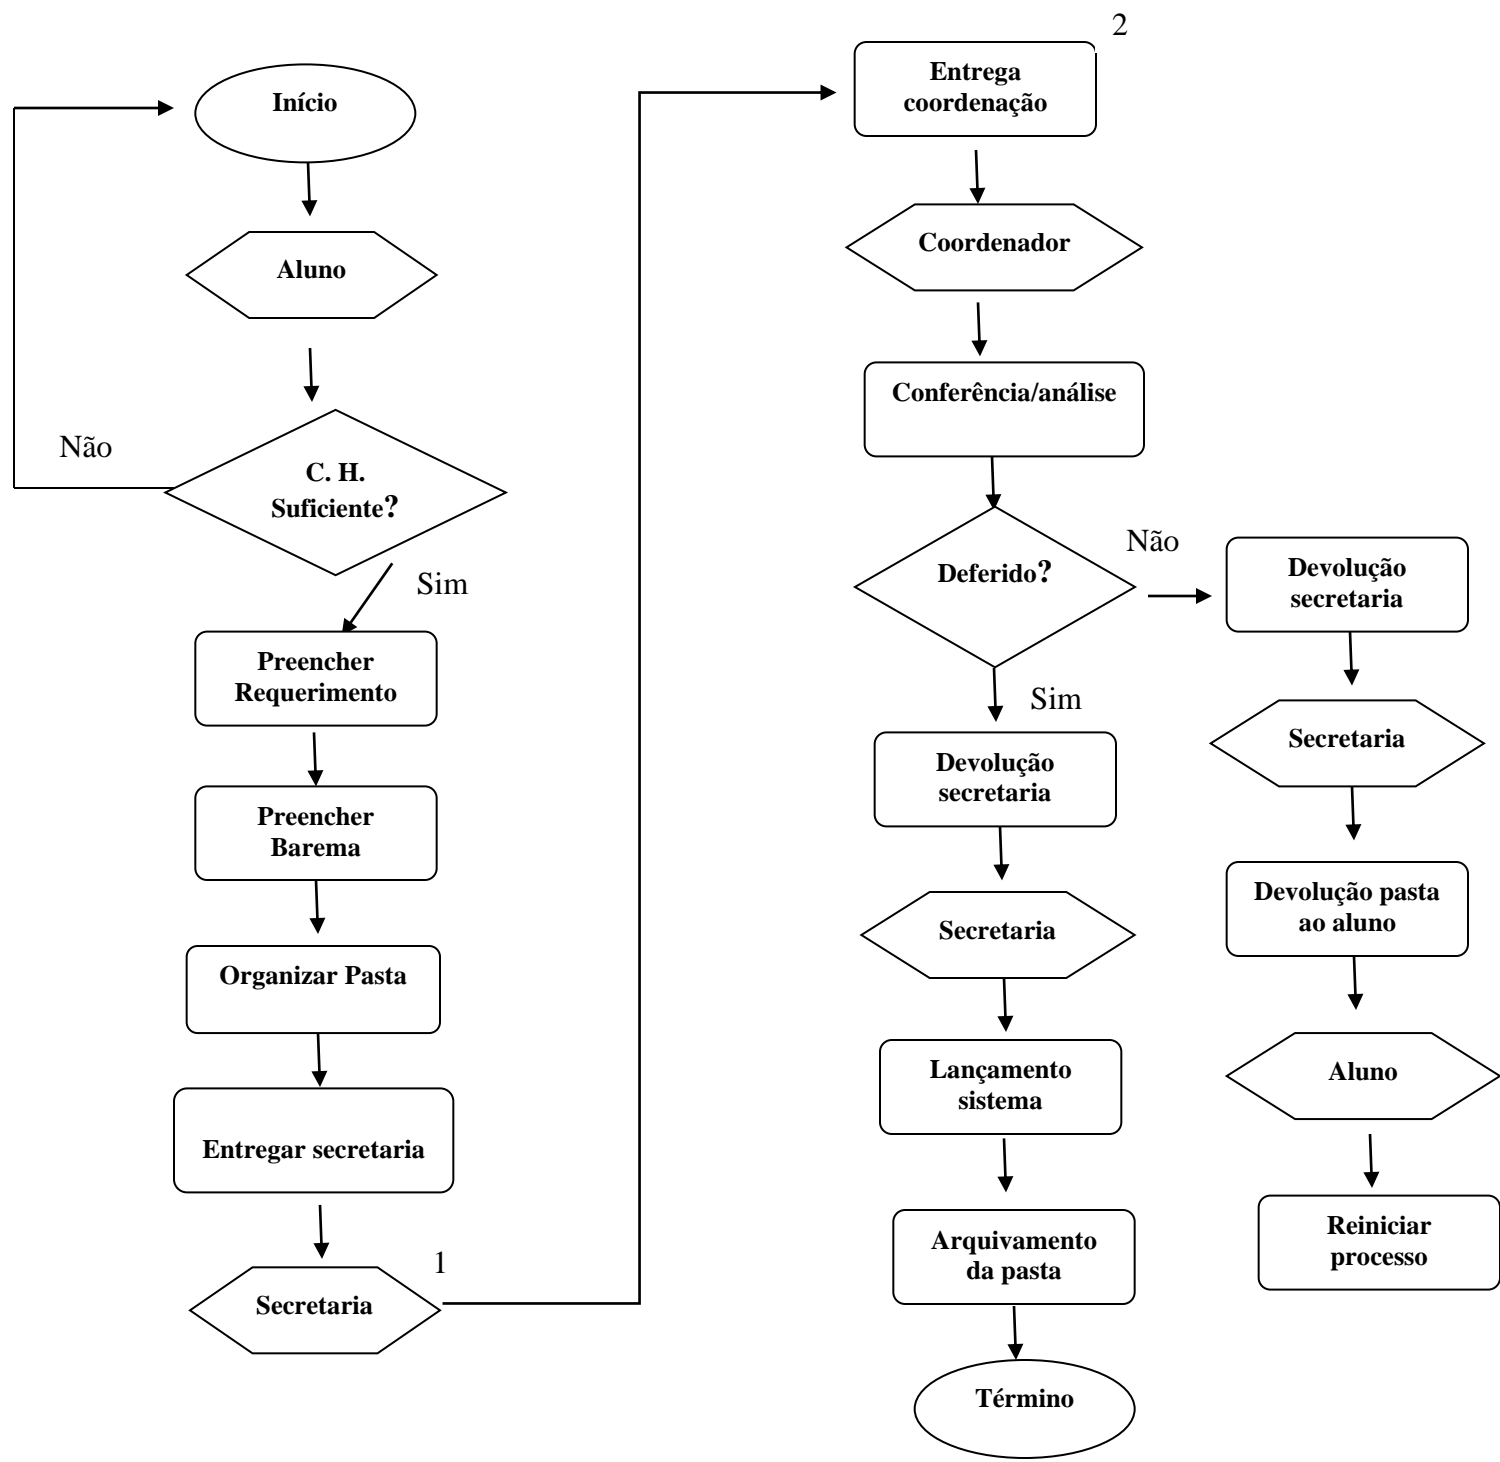 Início
Aluno
Não
C. H.
Suficiente?
Sim
Preencher
Requerimento
Preencher
Barema
Organizar Pasta
Entregar secretaria
1
Secretaria
2
Entrega
coordenação
Coordenador
Conferência/análise
Deferido?
Não
Sim
Devolução
secretaria
Secretaria
Lançamento
sistema
Arquivamento
da pasta
Término
Devolução
secretaria
Secretaria
Devolução pasta
ao aluno
Aluno
Reiniciar
processo